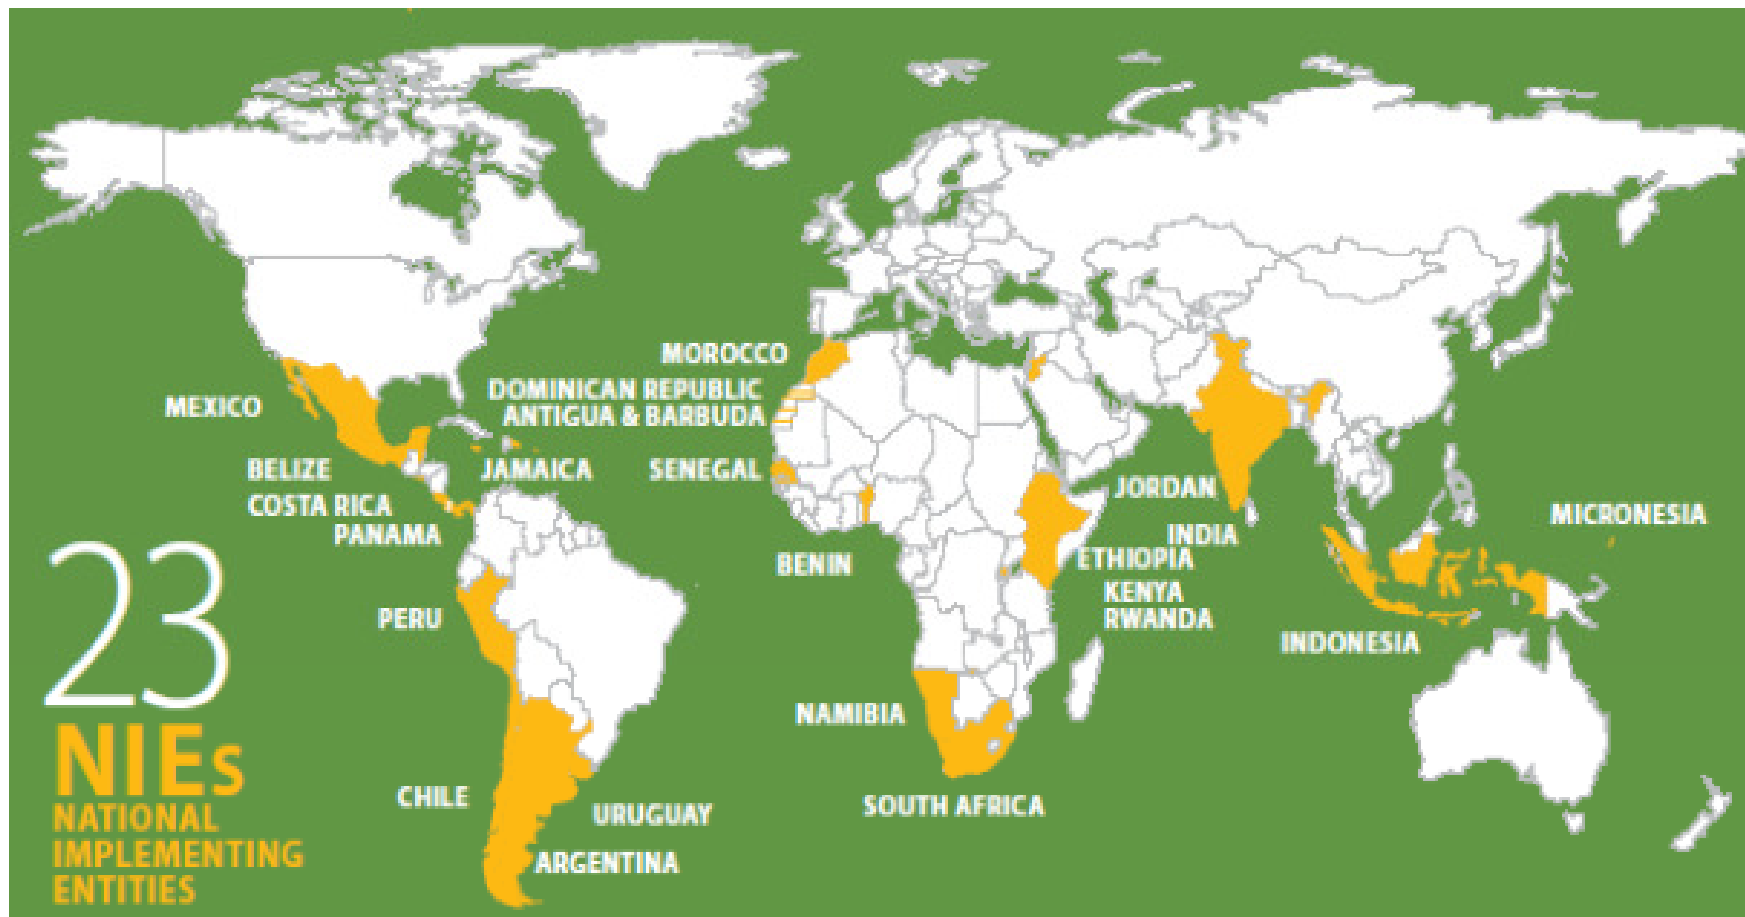 MOROCCO
DOMINICAN REPUBLIC
ANTIGUA & BARBUDA
MEXICO
BELIZE
JAMAICA
SENEGAL
COSTA RICA
PANAMA
JORDAN
INDIA
MICRONESIA
BENIN
ETHIOPIA
KENYA
RWANDA
PERU
INDONESIA
NAMIBIA
CHILE
URUGUAY
SOUTH AFRICA
ARGENTINA
23
NIEs
NATIONAL
IMPLEMENTING
ENTITIES